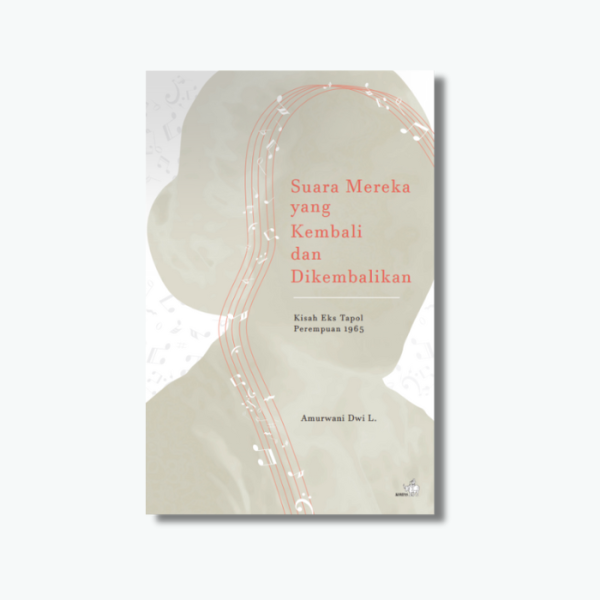 Suara Mereka
yang
Kembali
dan
Dikembalikan
Kisah Eks Tapol
Perempuan 1965
Amurwani Dwi L.